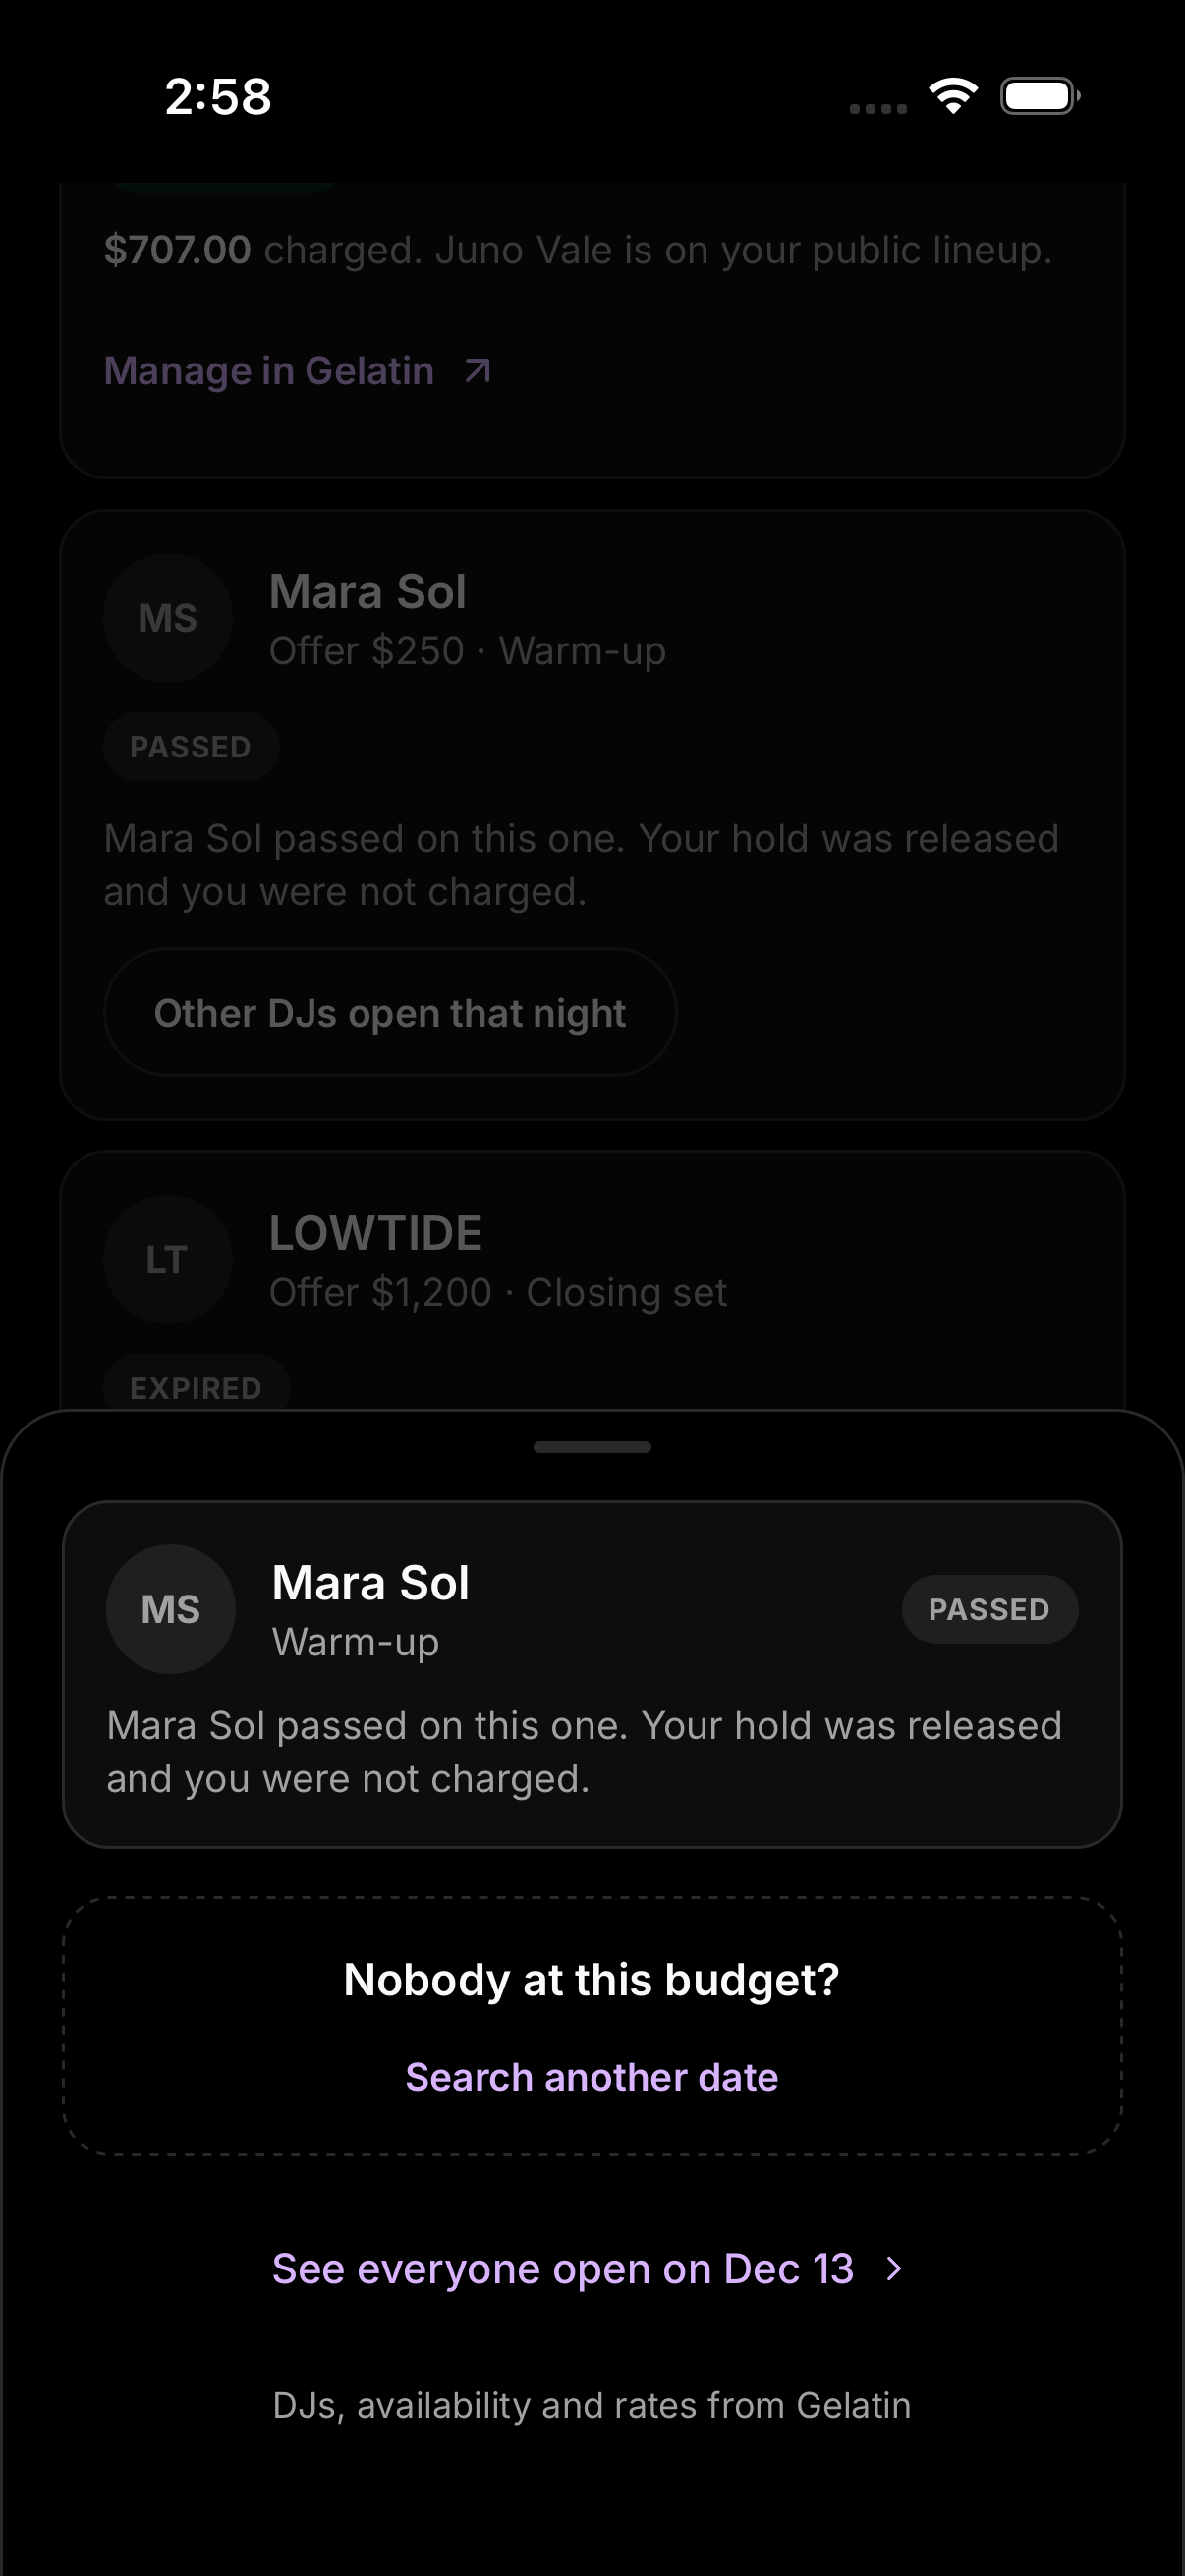 2:58
$707.00 charged. Juno Vale is on your public lineup.
Manage in Gelatin
MS
Mara Sol
Offer $250 · Warm-up
PASSED
Mara Sol passed on this one. Your hold was released
and you were not charged.
Other DJs open that night
LT
LOWTIDE
Offer $1,200 · Closing set
EXPIRED
MS
Mara Sol
Warm-up
PASSED
Mara Sol passed on this one. Your hold was released
and you were not charged.
Nobody at this budget?
Search another date
See everyone open on Dec 13
DJs, availability and rates from Gelatin